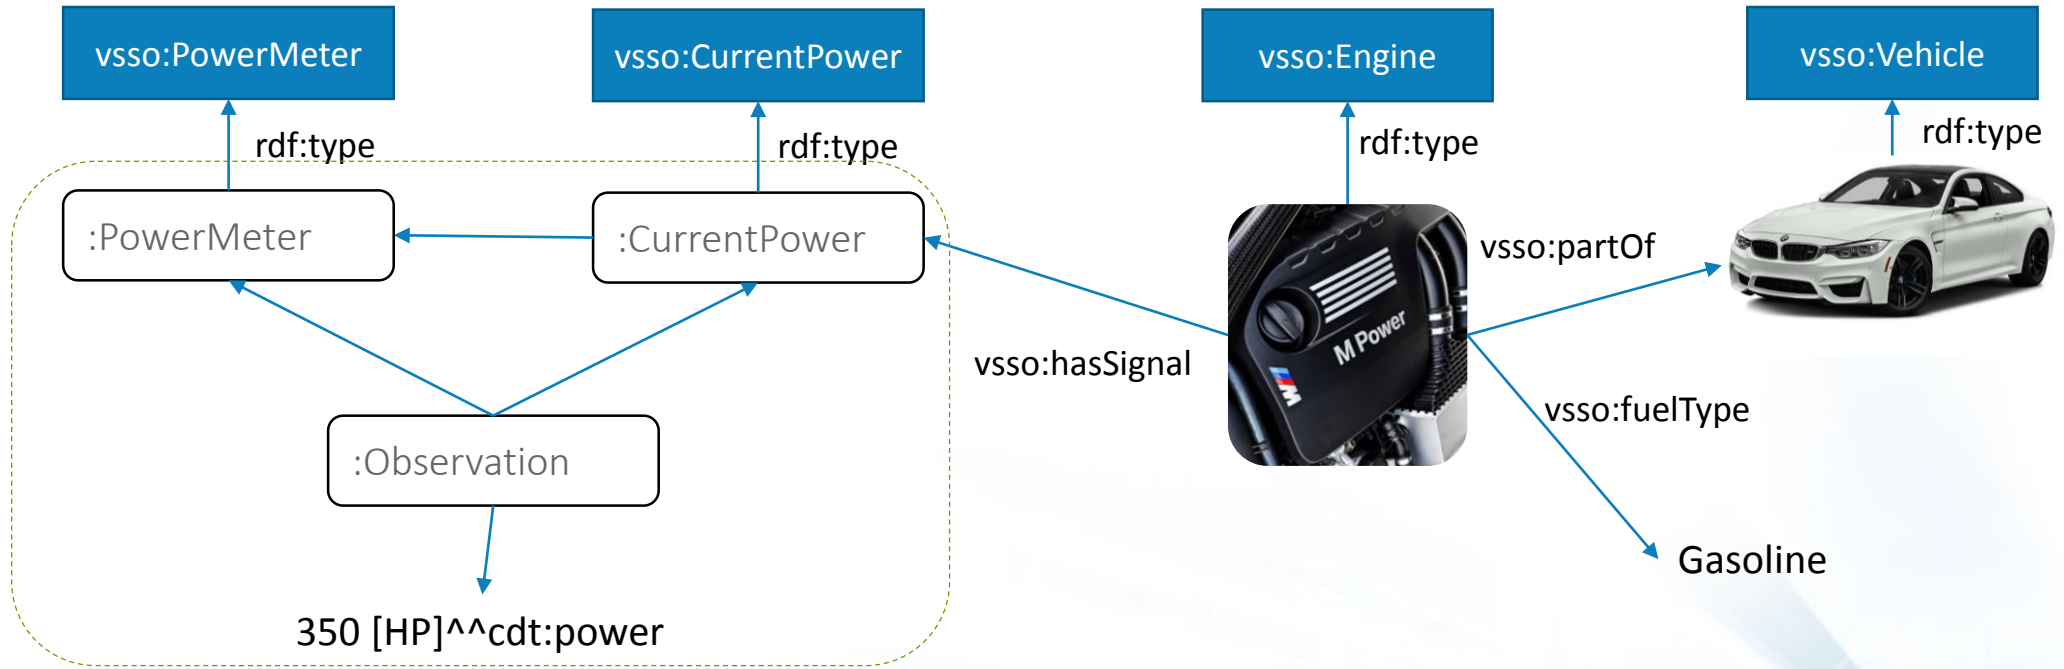 vsso:PowerMeter
vsso:CurrentPower
vsso:Engine
vsso:Vehicle
rdf:type
rdf:type
rdf:type
rdf:type
:PowerMeter
:CurrentPower
vsso:partOf
M Power
M
vsso:hasSignal
vsso:fuelType
:Observation
Gasoline
350 [HP]^^cdt:power